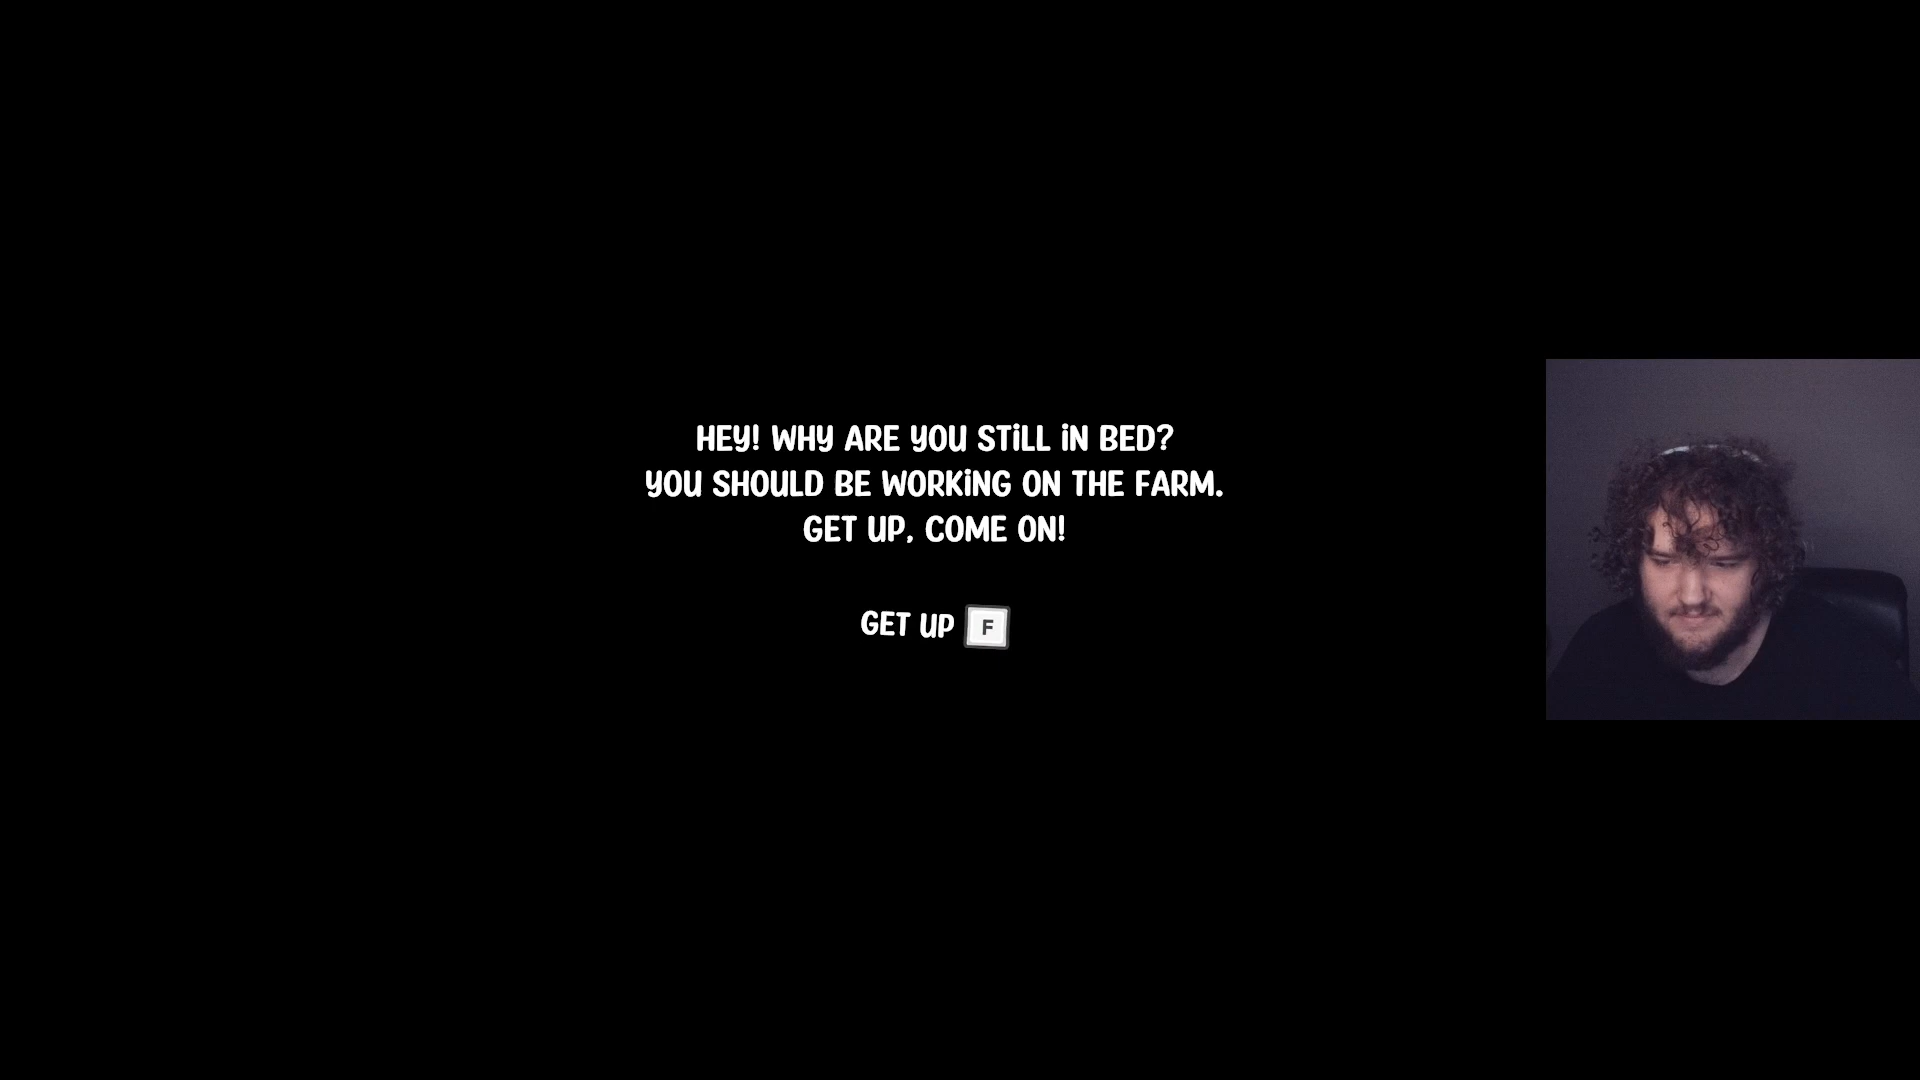 HEY! WHY ARE YOU STILL IN BED?
YOU SHOULD BE WORKING ON THE FARM.
GET UP, COME ON!
GET UP F